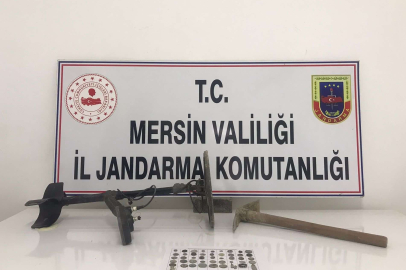 T.C.
MERSİN VALİLİĞİ
İL JANDARMA KOMUTANLIĞI